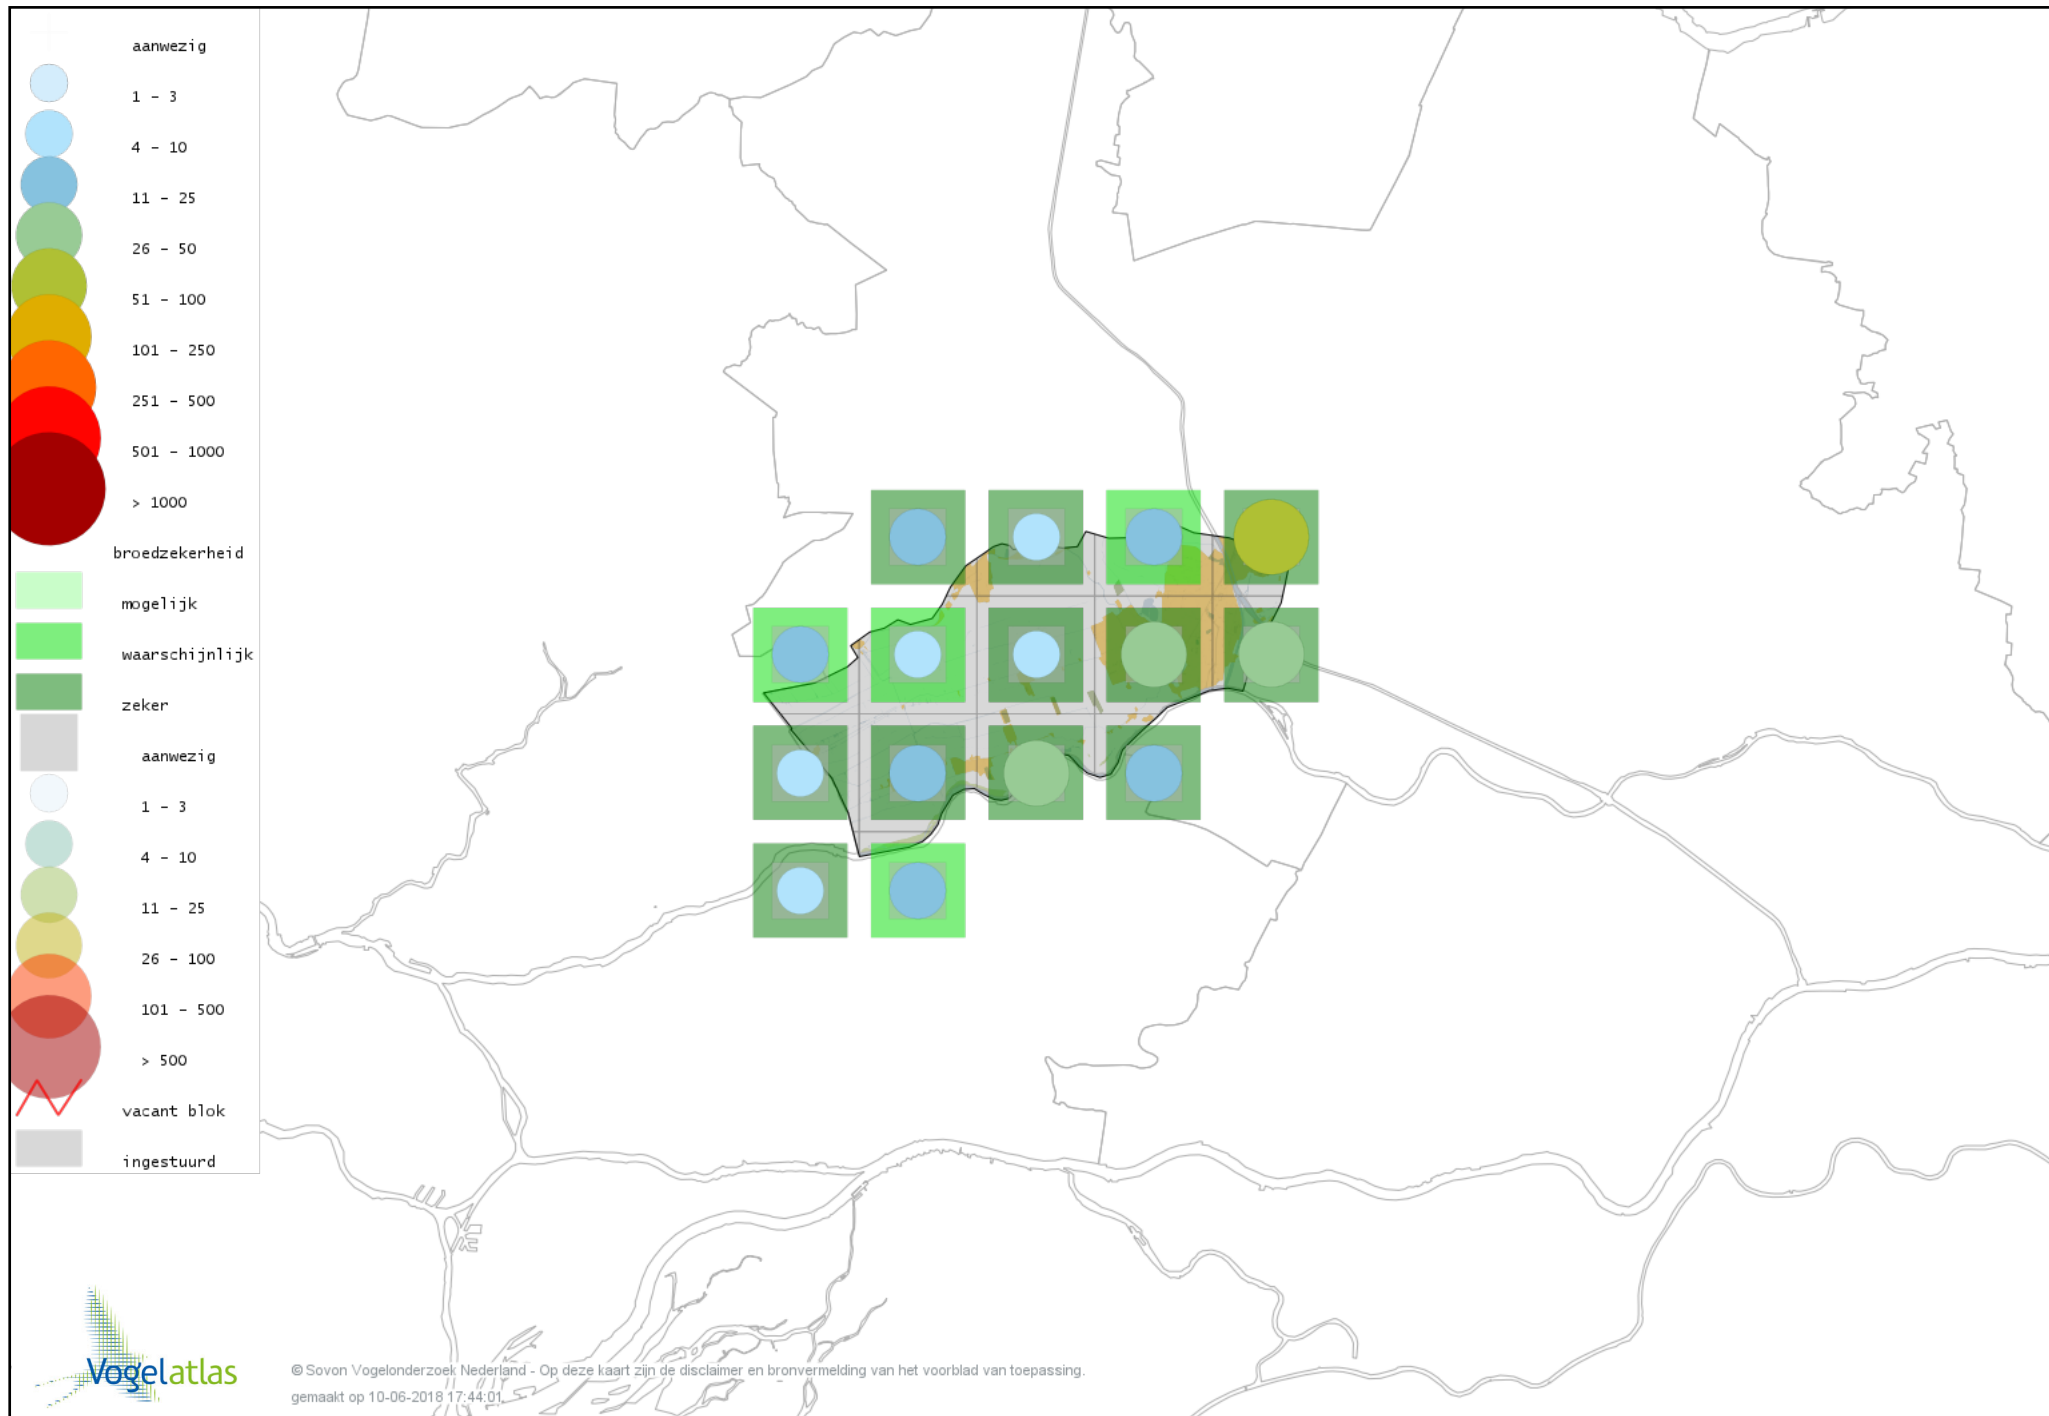 aanwezig
1 - 3
4 - 10
11 - 25
26 - 50
51 - 100
101 - 250
251 - 500
501 - 1000
> 1000
broedzekerheid
mogelijk
waarschijnlijk
zeker
aanwezig
1 - 3
4 - 10
11 - 25
26 - 100
101 - 500
> 500
vacant blok
ingestuurd
Vogelatlas
© Sovon Vogelonderzoek Nederland - Op deze kaart zijn de disclaimer en bronvermelding van het voorblad van toepassing.
gemaakt op 10-06-2018 17:44:01